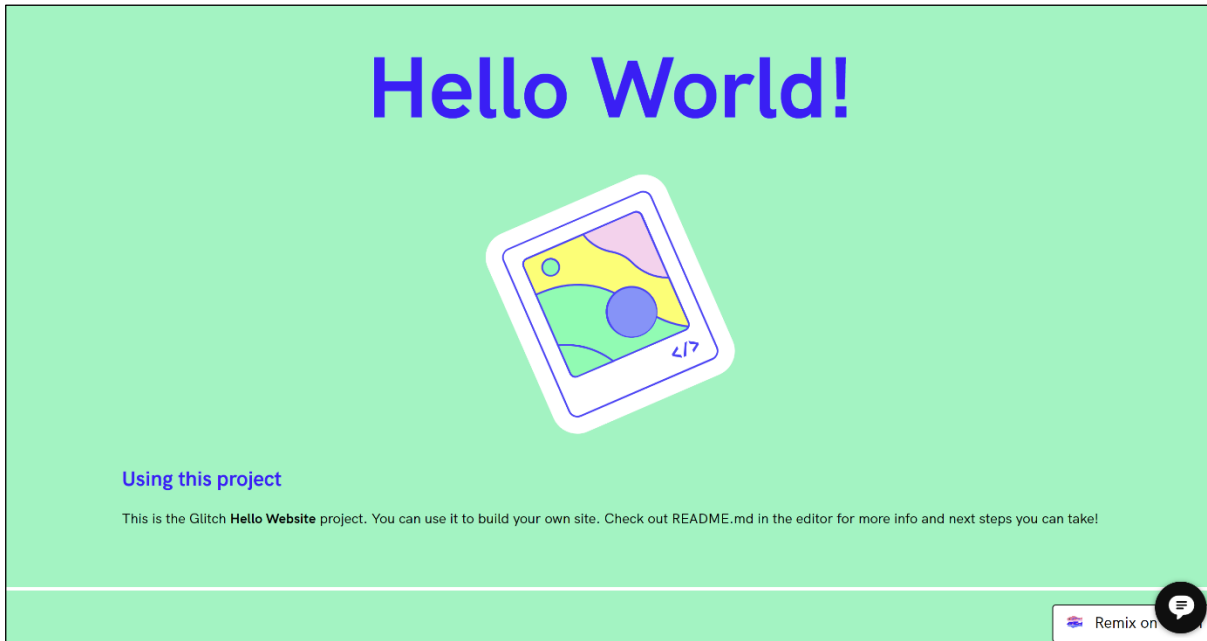 Hello World!
</>
Using this project
This is the Glitch Hello Website project. You can use it to build your own site. Check out README.md in the editor for more info and next steps you can take!
Remix on